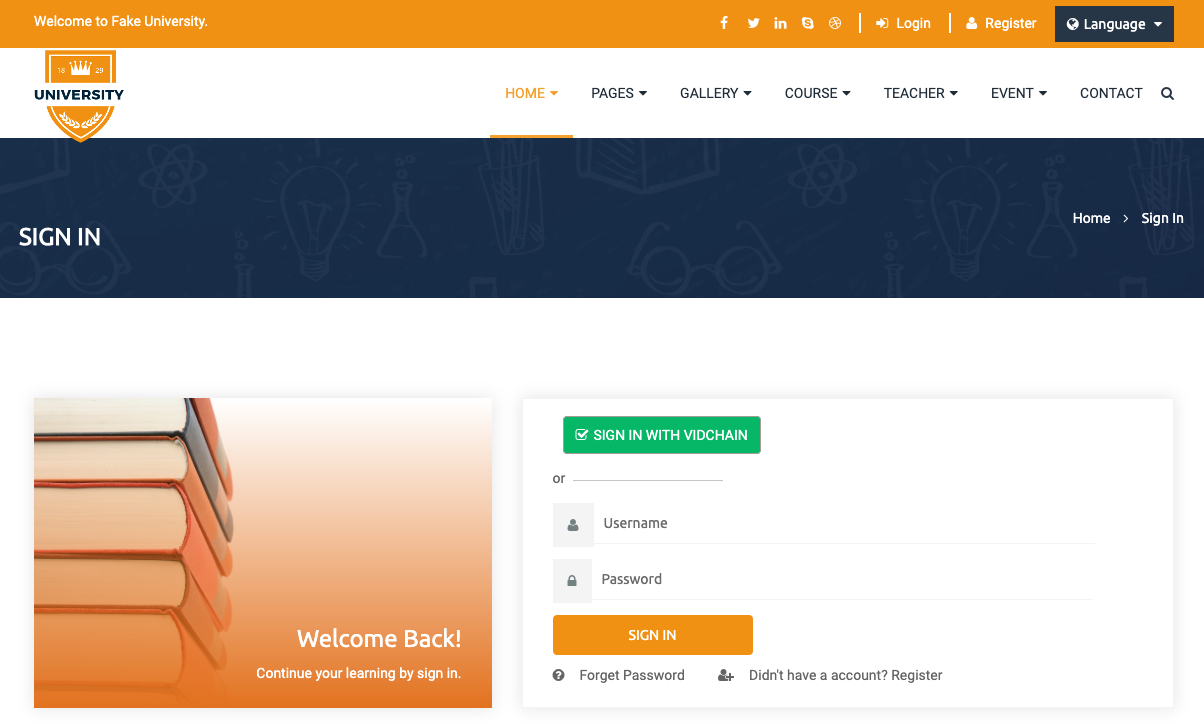 Welcome to Fake University.
Login
Register
Language
18 29
UNIVERSITY
HOME
PAGES
GALLERY
COURSE
TEACHER
EVENT
CONTACT
SIGN IN
Home > Sign In
Welcome Back!
Continue your learning by sign in.
SIGN IN WITH VIDCHAIN
or
Username
Password
SIGN IN
Forget Password
Didn't have a account? Register